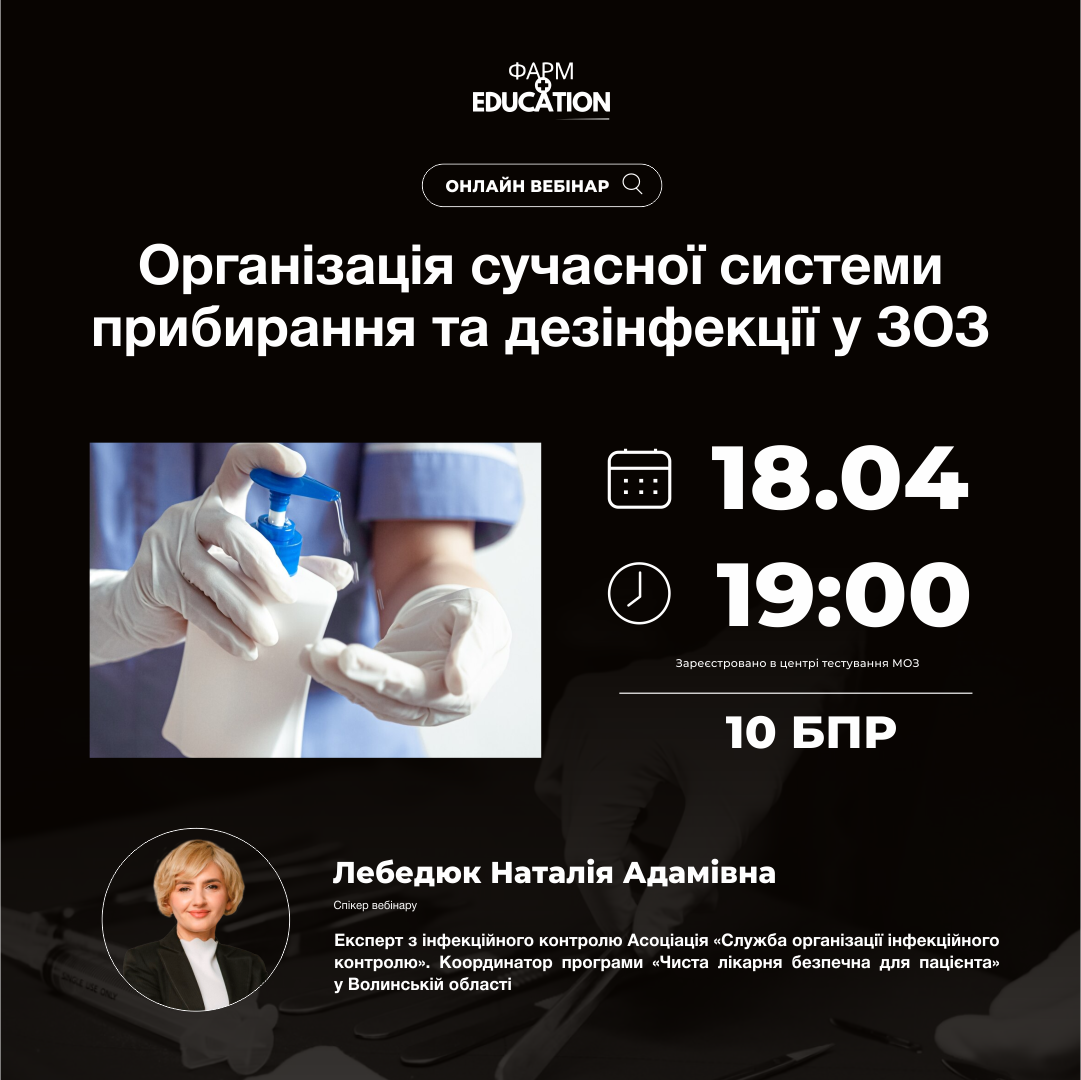 ФАРМ
EDUCATION
ОНЛАЙН ВЕБІНАР
Організація сучасної системи
прибирання та дезінфекції у ЗОЗ
18.04
19:00
Зареєстровано в центрі тестування МОЗ
10 БПР
Лебедюк Наталія Адамівна
Спікер вебінару
Експерт з інфекційного контролю Асоціація «Служба організації інфекційного
контролю». Координатор програми «Чиста лікарня безпечна для пацієнта»
у Волинській області